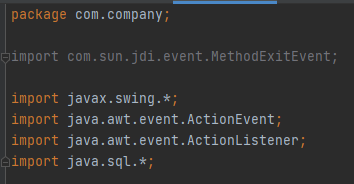 package com.company;
import com.sun.jdi.event.MethodExitEvent;
import javax.swing.*;
import java.awt.event.ActionEvent;
import java.awt.event.ActionListener;
import java.sql.*;